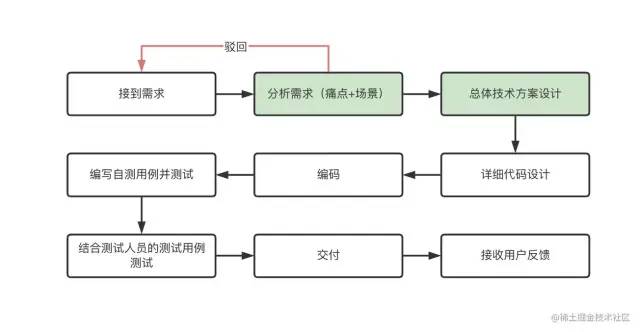 驳回
接到需求
分析需求（痛点+场景）
总体技术方案设计
编写自测用例并测试
编码
详细代码设计
结合测试人员的测试用例
测试
交付
接收用户反馈
@稀土掘金技术社区